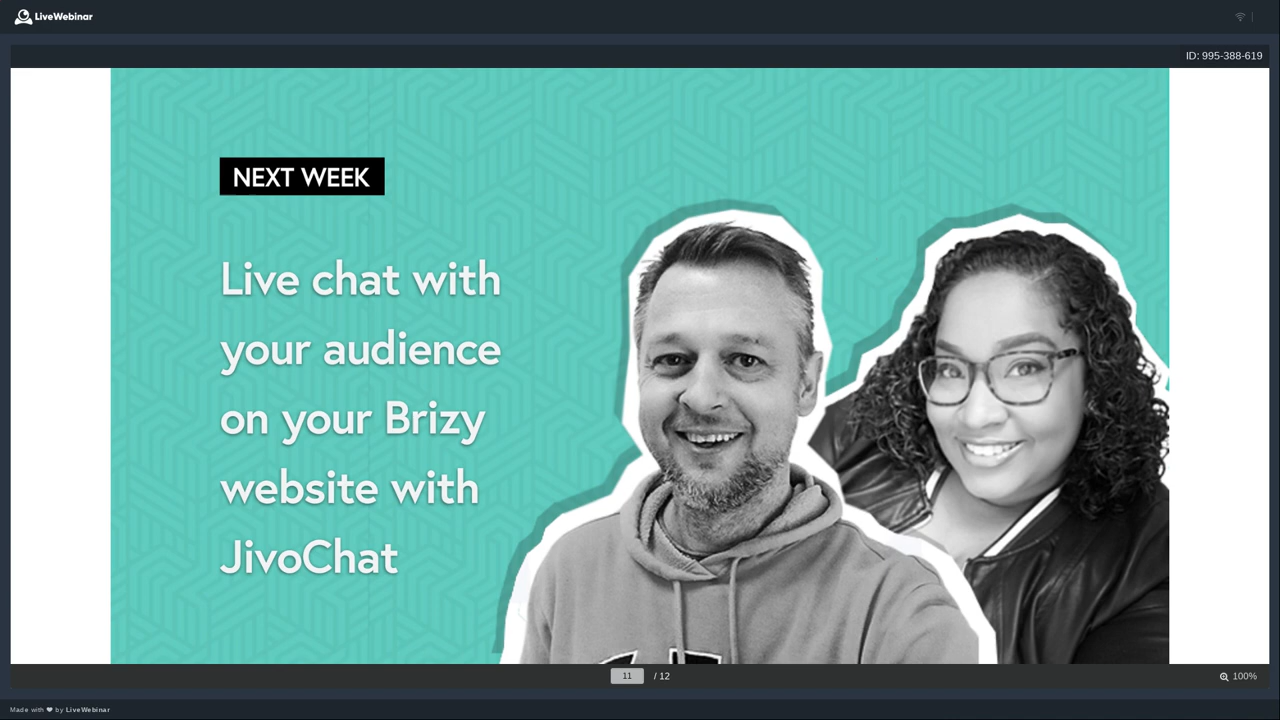 LiveWebinar
ID: 995-388-619
NEXT WEEK
Live chat with
your audience
on your Brizy
website with
JivoChat
11 / 12
100%
Made with ❤ by LiveWebinar